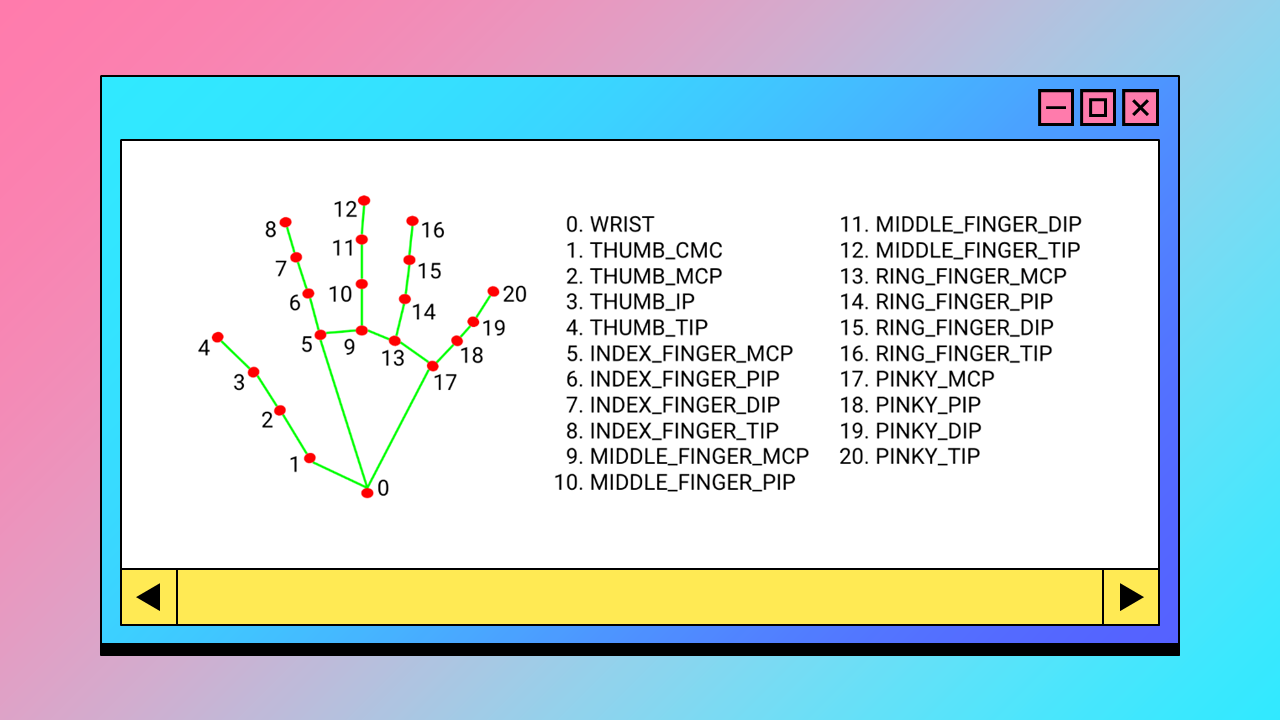 12
8
16
11
7
15
6
10
14
20
5
9
13
19
18
4
3
17
2
1
0
0. WRIST
1. THUMB_CMC
2. THUMB_MCP
3. THUMB_IP
4. THUMB_TIP
5. INDEX_FINGER_MCP
6. INDEX_FINGER_PIP
7. INDEX_FINGER_DIP
8. INDEX_FINGER_TIP
9. MIDDLE_FINGER_MCP
10. MIDDLE_FINGER_PIP
11. MIDDLE_FINGER_DIP
12. MIDDLE_FINGER_TIP
13. RING_FINGER_MCP
14. RING_FINGER_PIP
15. RING_FINGER_DIP
16. RING_FINGER_TIP
17. PINKY_MCP
18. PINKY_PIP
19. PINKY_DIP
20. PINKY_TIP